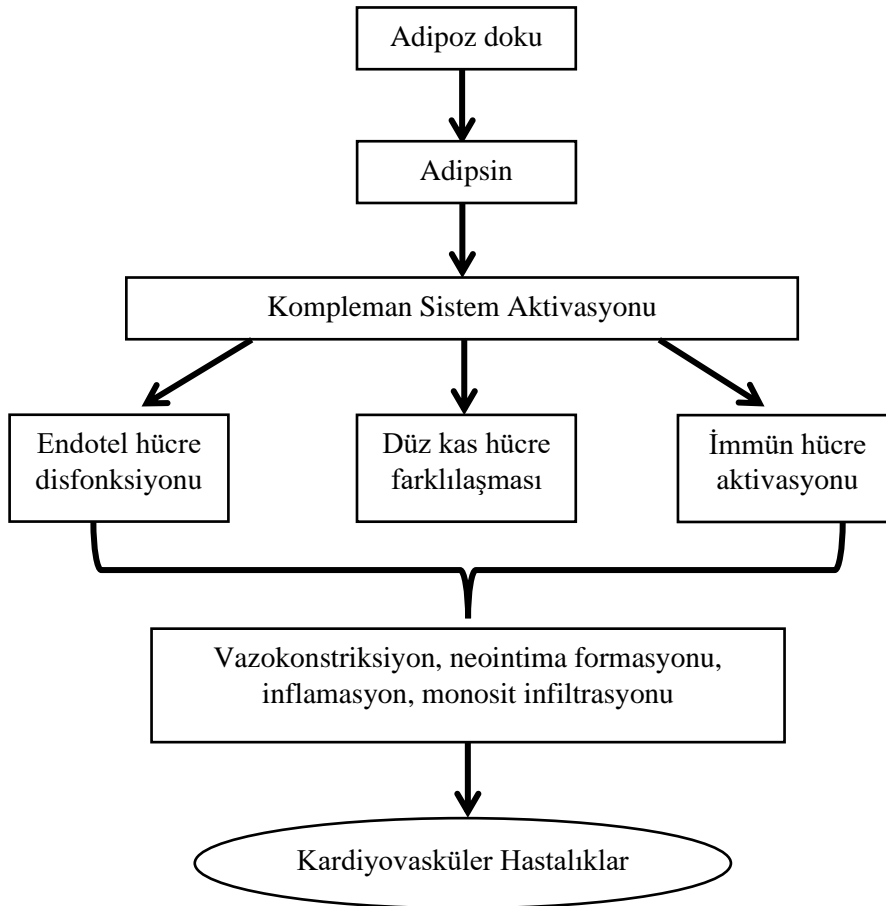 Adipoz doku
Adipsin
Kompleman Sistem Aktivasyonu
Endotel hücre
disfonksiyonu
Düz kas hücre
farklılaşması
İmmün hücre
aktivasyonu
Vazokonstriksiyon, neointima formasyonu,
inflamasyon, monosit infiltrasyonu
Kardiyovasküler Hastalıklar